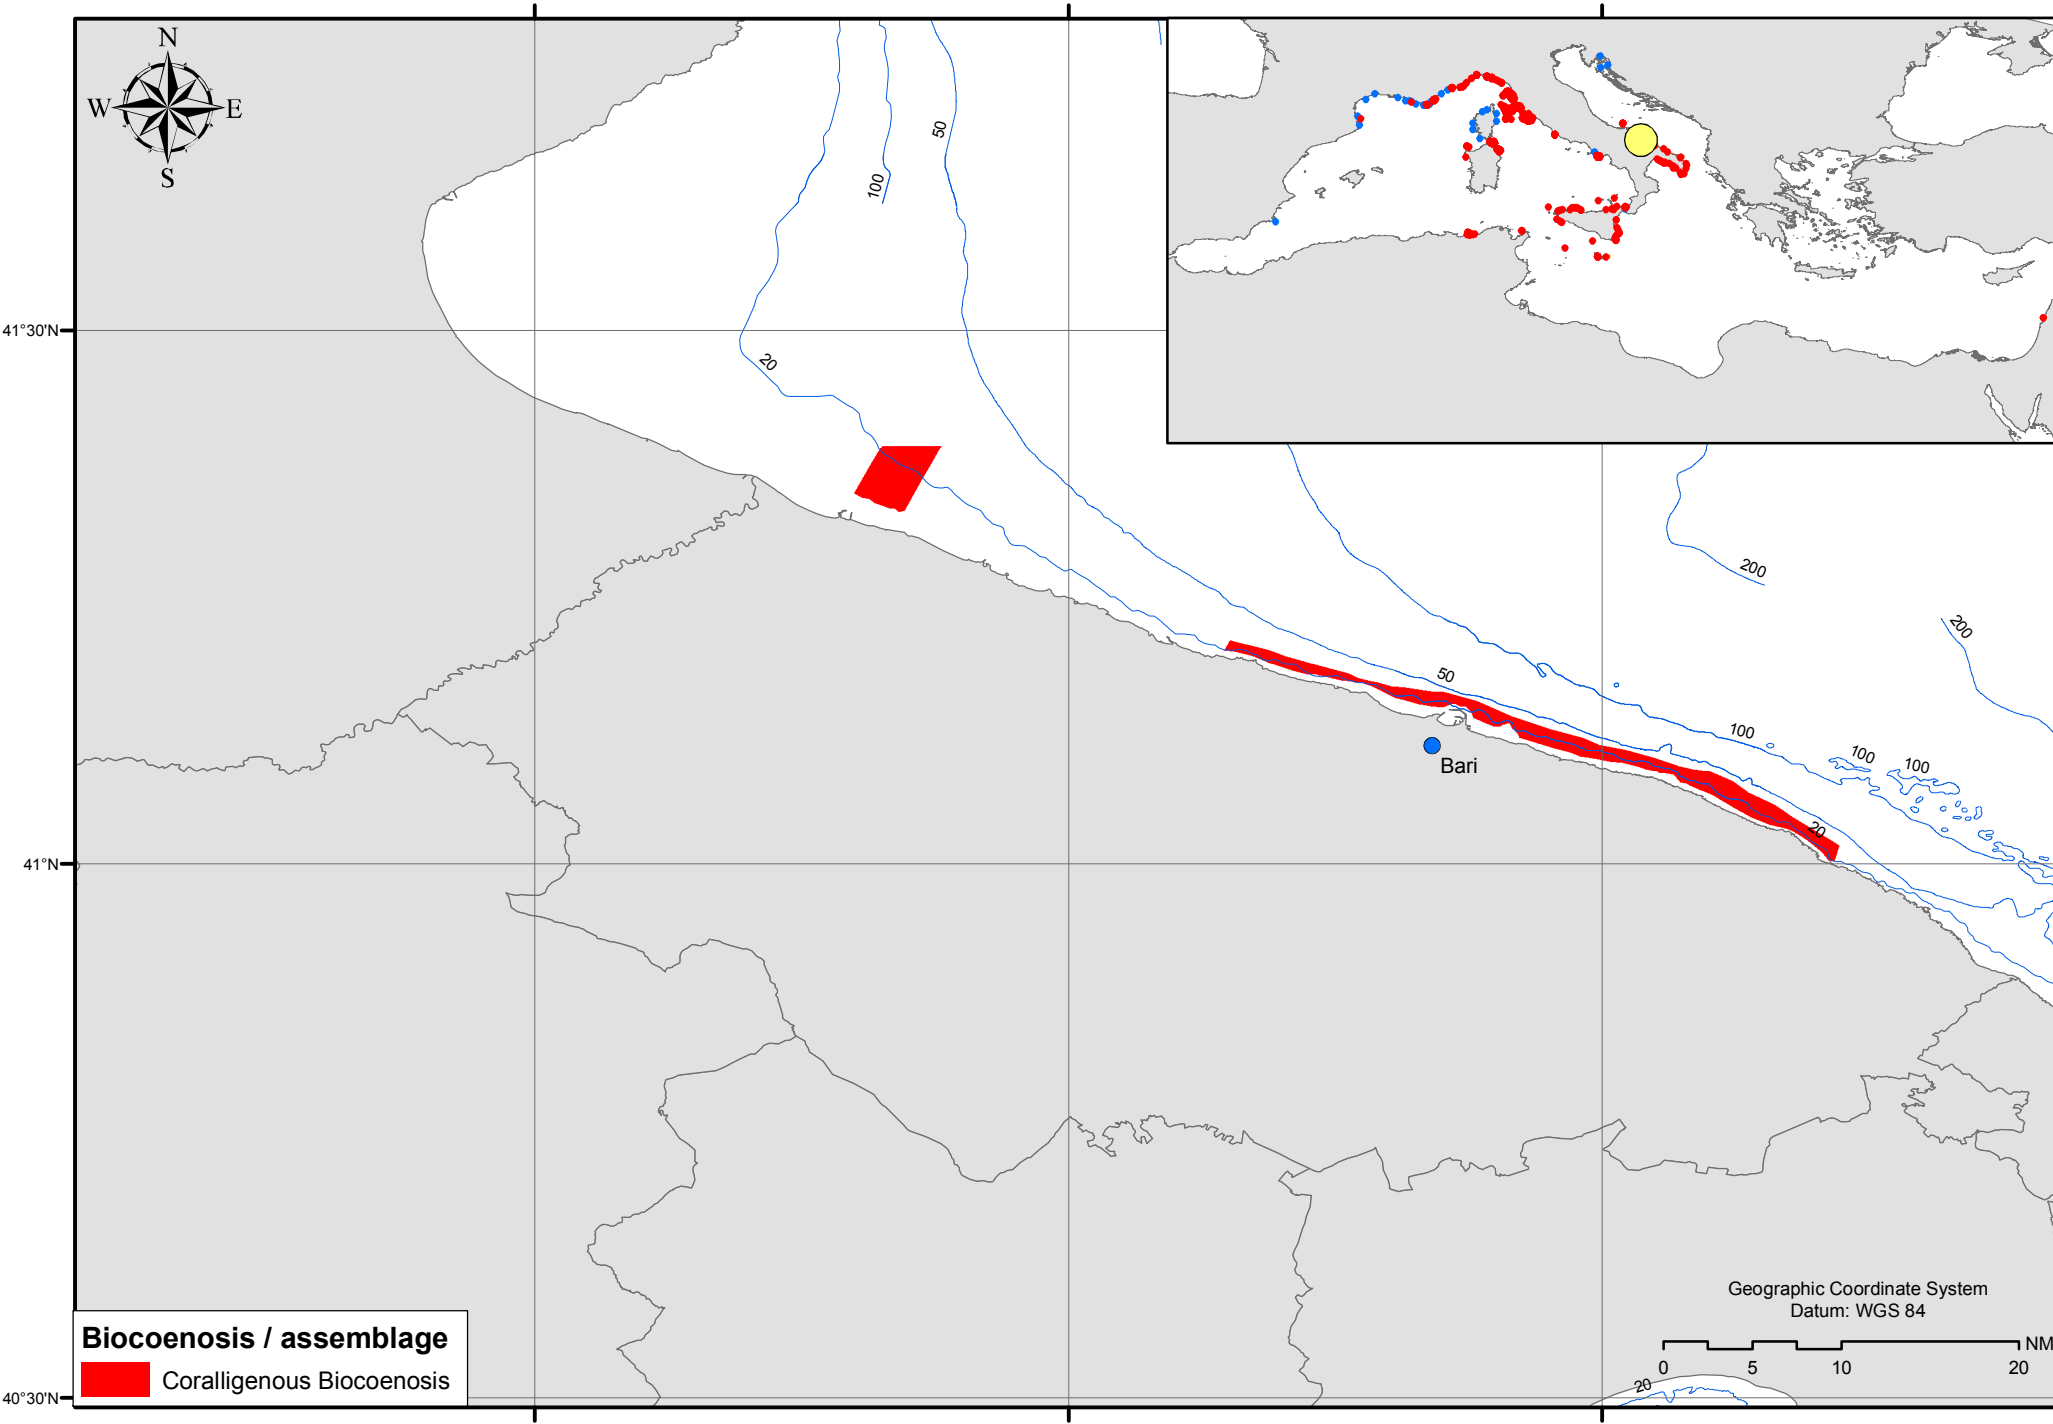 N
W E
S
50
100
41°30'N
20
200
200
50
100
100
100
Bari
20
41°N
Geographic Coordinate System
Datum: WGS 84
NM
0 5 10 20
Biocoenosis / assemblage
Coralligenous Biocoenosis
20
40°30'N